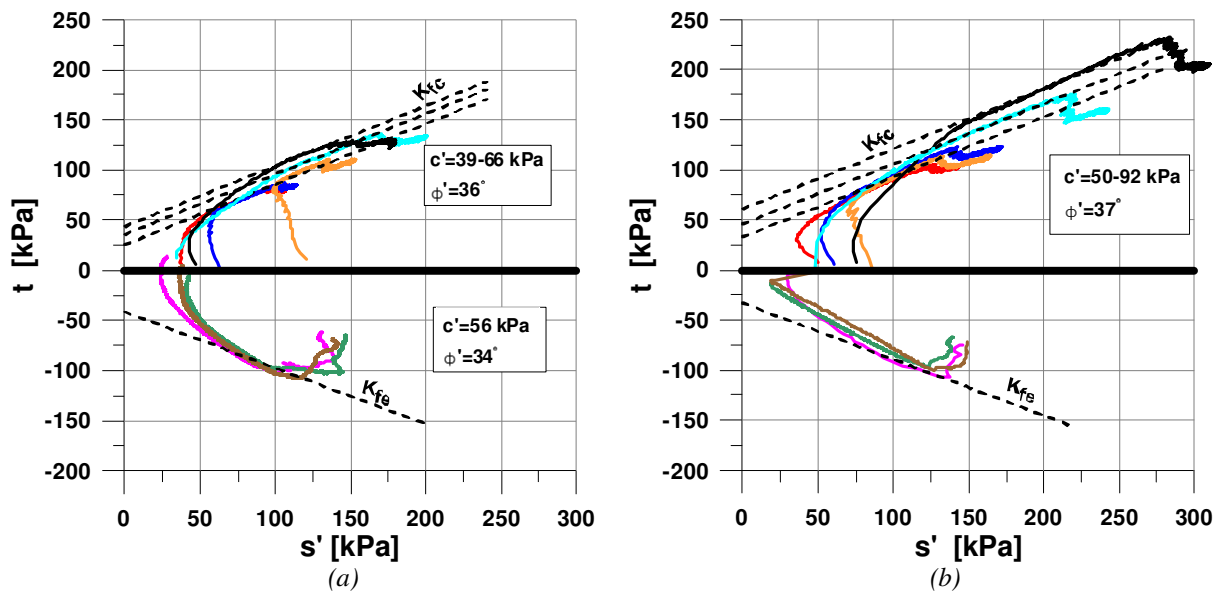 250
200
150
100
50
0
-50
-100
-150
-200
t [kPa]
0 50 100 150 200 250 300
s' [kPa]
K_fc
c'=39-66 kPa
ϕ'=36°
c'=56 kPa
ϕ'=34°
K_fe
(a)
250
200
150
100
50
0
-50
-100
-150
-200
t [kPa]
0 50 100 150 200 250 300
s' [kPa]
K_fc
c'=50-92 kPa
ϕ'=37°
K_fe
(b)